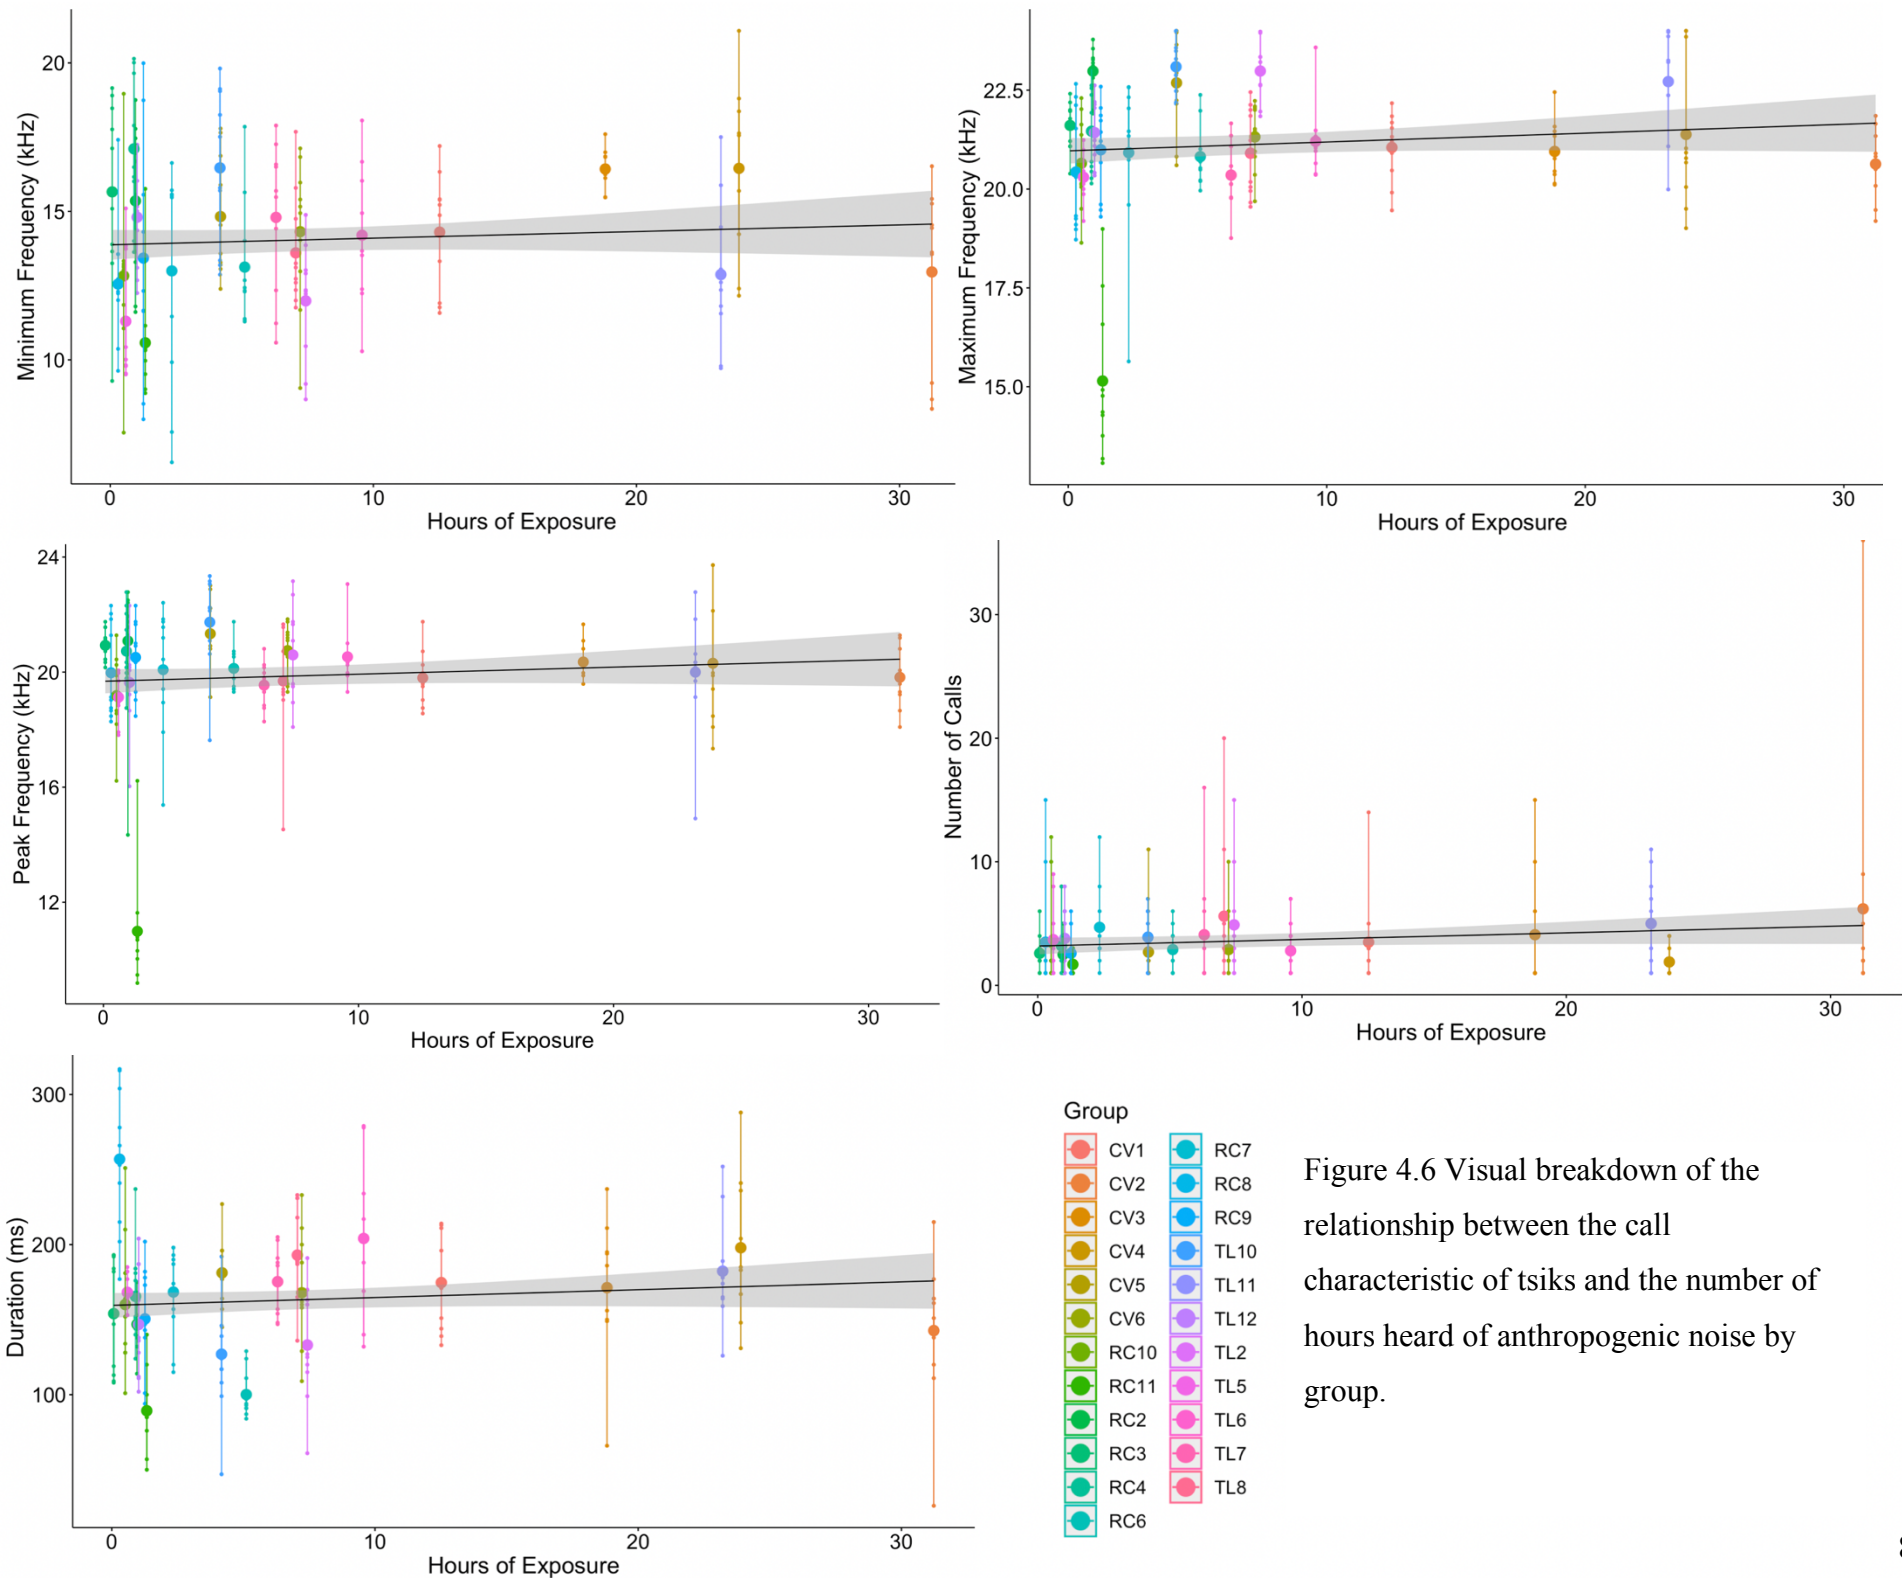 Minimum Frequency (kHz)
20
15
10
0 10 20 30
Hours of Exposure
Maximum Frequency (kHz)
22.5
20.0
17.5
15.0
0 10 20 30
Hours of Exposure
Peak Frequency (kHz)
24
20
16
12
0 10 20 30
Hours of Exposure
Number of Calls
30
20
10
0
0 10 20 30
Hours of Exposure
Duration (ms)
300
200
100
0 10 20 30
Hours of Exposure
Group
CV1
CV2
CV3
CV4
CV5
CV6
RC10
RC11
RC2
RC3
RC4
RC6
RC7
RC8
RC9
TL10
TL11
TL12
TL2
TL5
TL6
TL7
TL8
Figure 4.6 Visual breakdown of the
relationship between the call
characteristic of tsiks and the number of
hours heard of anthropogenic noise by
group.